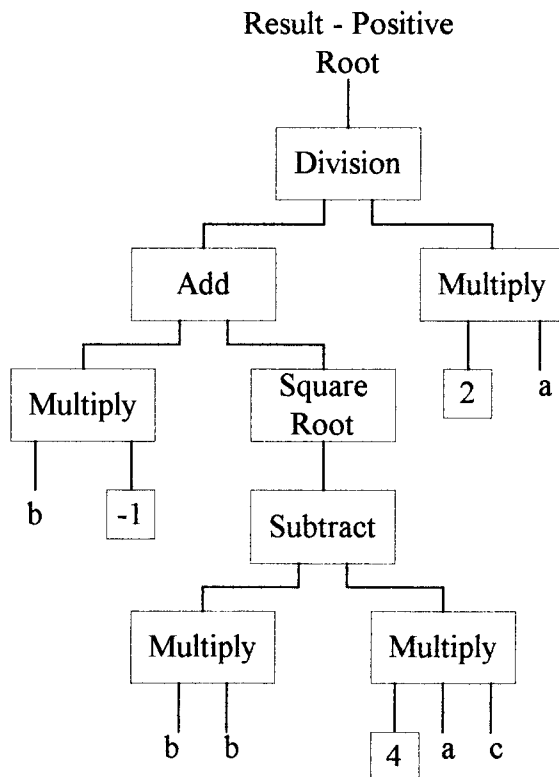 Result - Positive
Root
Division
Add
Multiply
Multiply
Square
Root
2
a
b
-1
Subtract
Multiply
Multiply
b
b
4
a
c